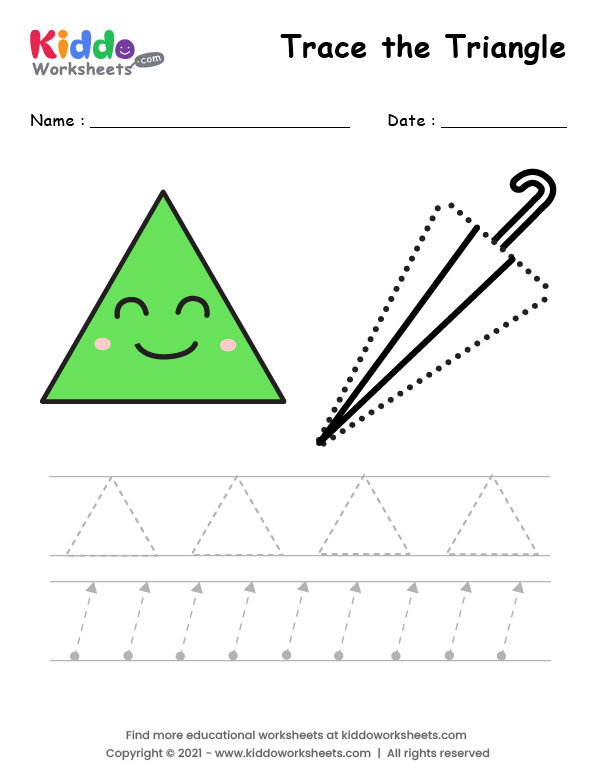 Kiddo
Worksheets
.com
Trace the Triangle
Name :
Date :
Find more educational worksheets at kiddoworksheets.com
Copyright © 2021 - www.kiddoworksheets.com | All rights reserved